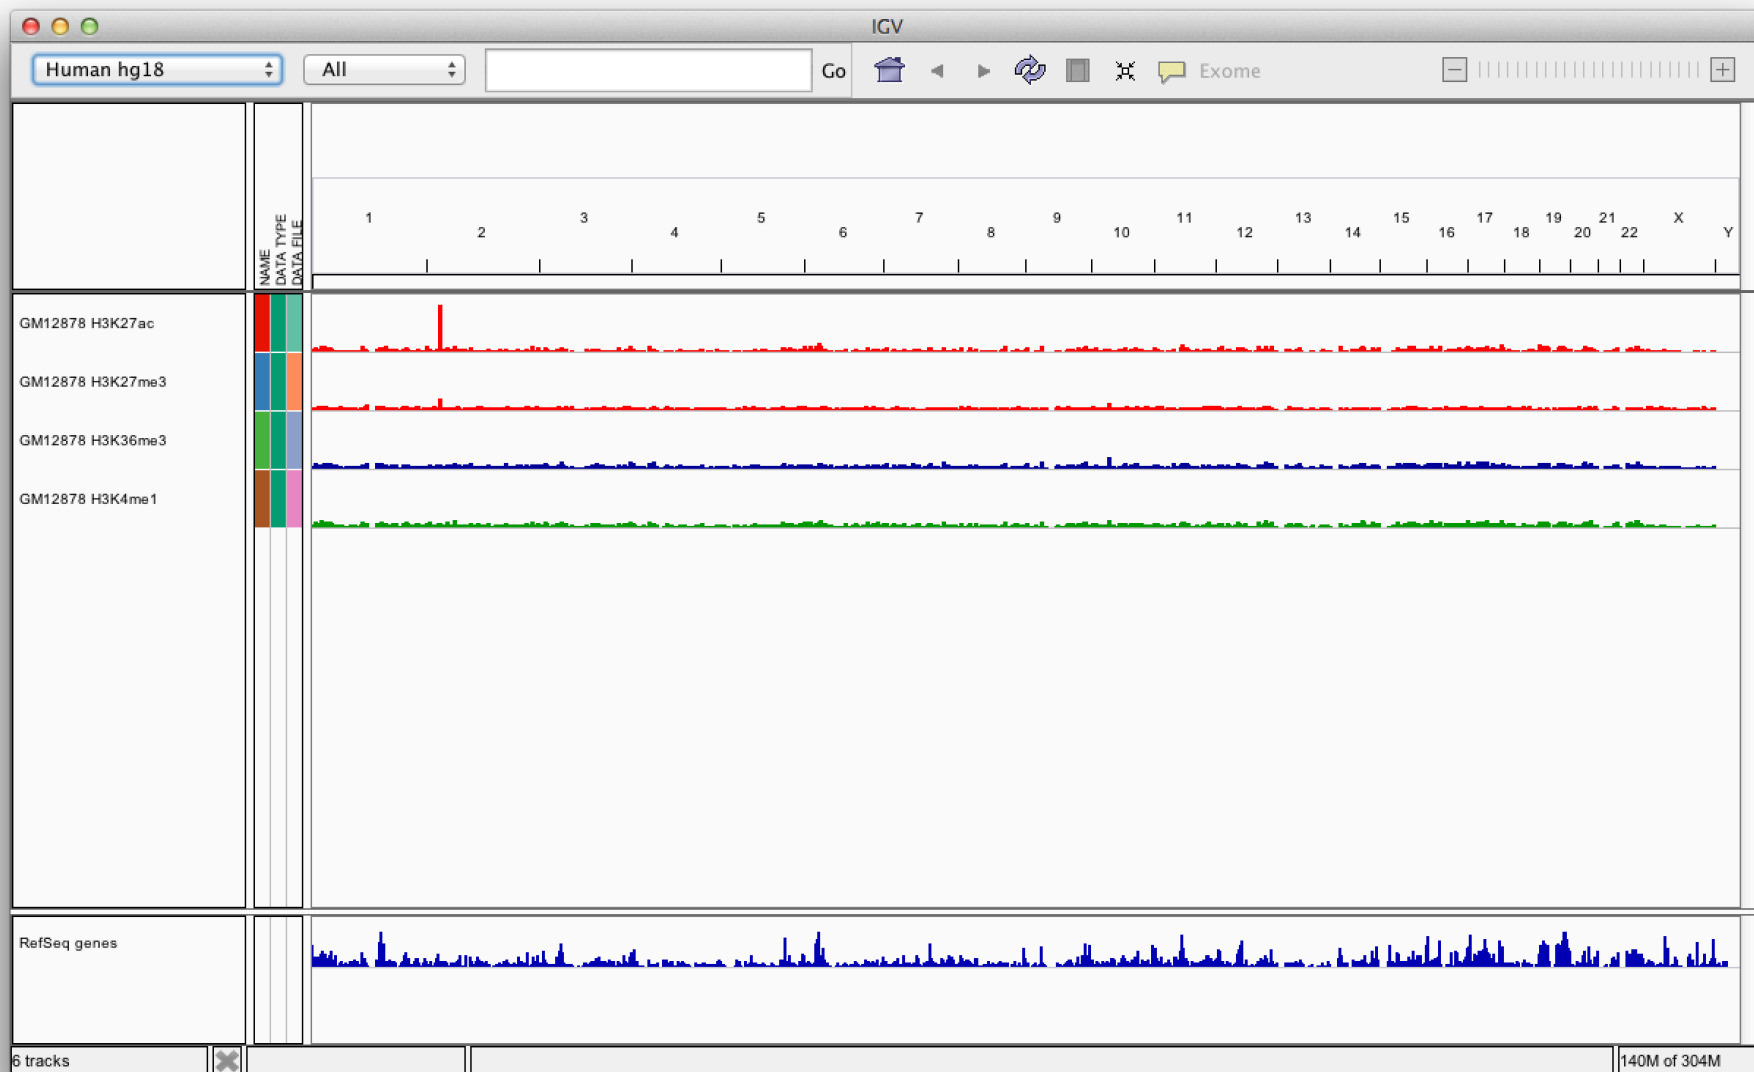 IGV
Human hg18 All Go Exome
NAME
DATA TYPE
DATA FILE
1 3 5 7 9 11 13 15 17 19 21 X
2 4 6 8 10 12 14 16 18 20 22 Y
GM12878 H3K27ac
GM12878 H3K27me3
GM12878 H3K36me3
GM12878 H3K4me1
RefSeq genes
6 tracks 140M of 304M